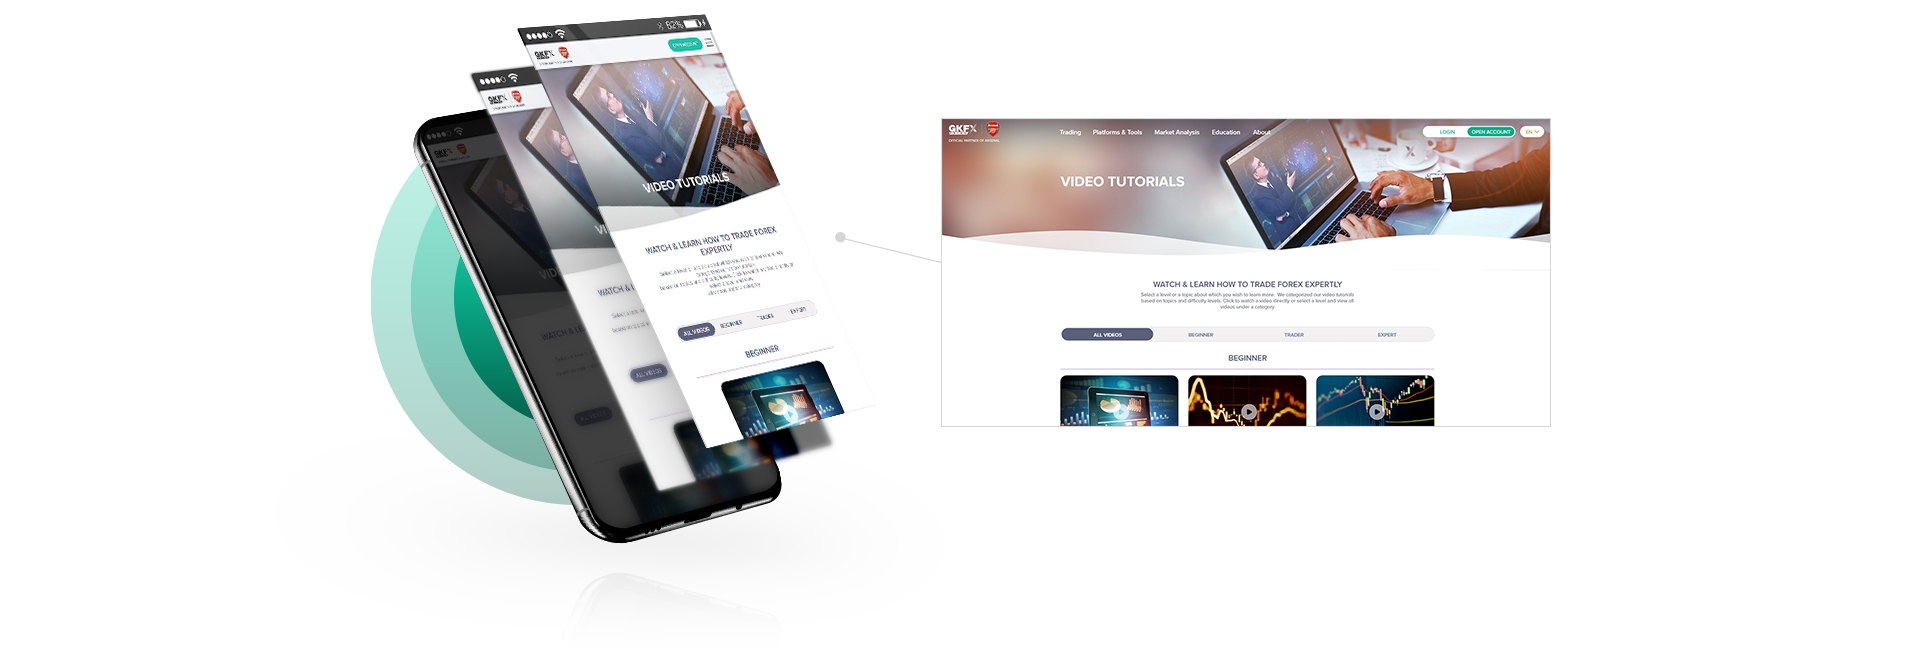 62%
GKFX
VIDEO TUTORIALS
WATCH & LEARN HOW TO TRADE FOREX
EXPERTLY
ALL VIDEOS BEGINNER TRADER EXPERT
BEGINNER
GKFX
WATCH &
ALL VIDEOS
GKFX
OFFICIAL PARTNER OF ARSENAL
Trading Platforms & Tools Market Analysis Education About
LOGIN OPEN ACCOUNT EN
VIDEO TUTORIALS
WATCH & LEARN HOW TO TRADE FOREX EXPERTLY
Select a level or a topic about which you wish to learn more. We categorized our video tutorials
based on topics and difficulty levels. Click to watch a video directly or select a level and view all
videos under a category
ALL VIDEOS BEGINNER TRADER EXPERT
BEGINNER